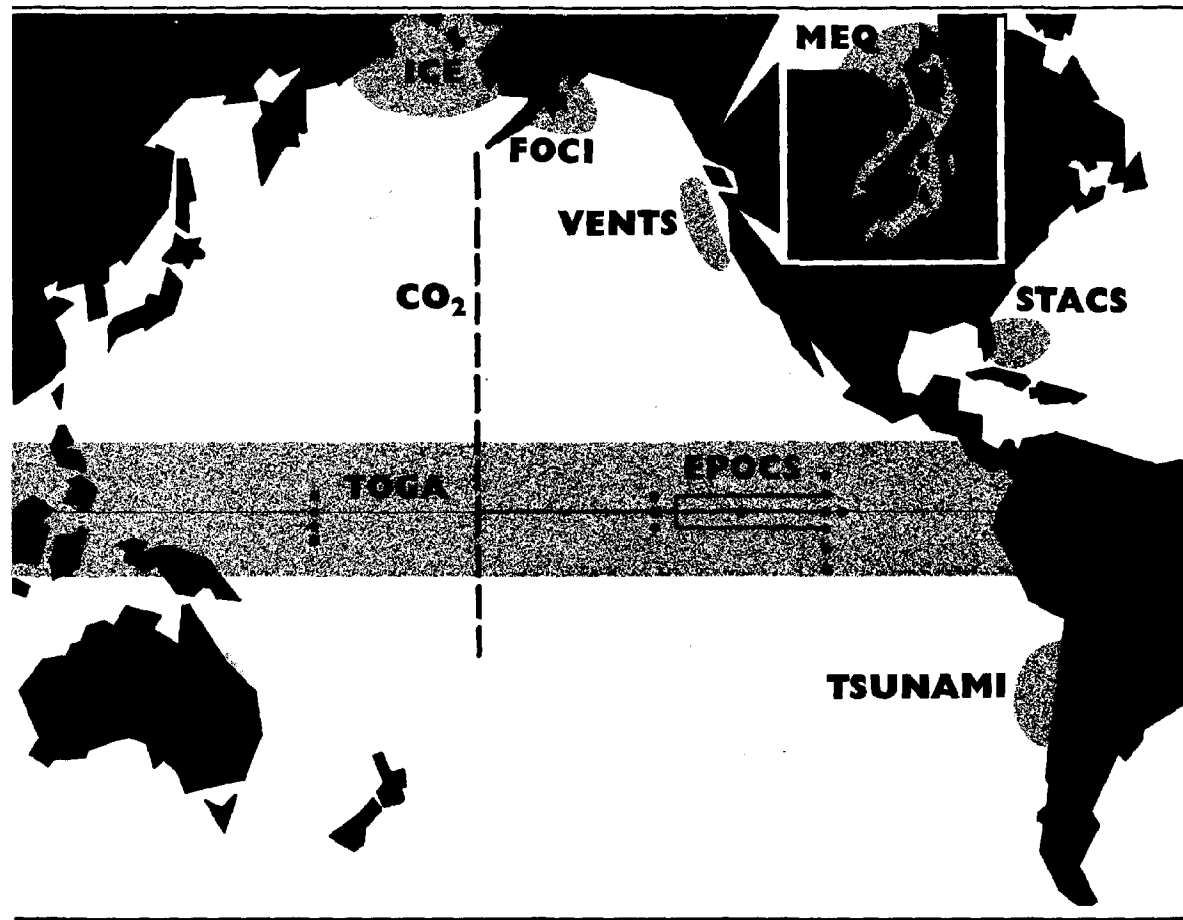 MEQ
ICE
FOCI
VENTS
CO₂
STACS
TOGA
EPOCS
TSUNAMI